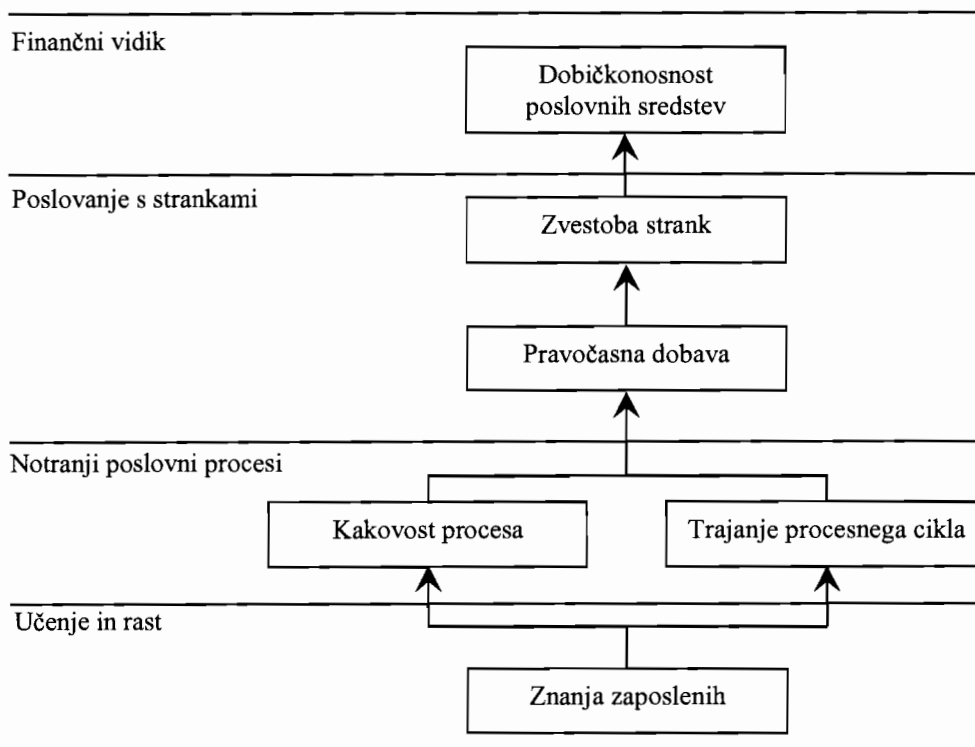 Finančni vidik
Dobičkonosnost
poslovnih sredstev
Poslovanje s strankami
Zvestoba strank
Pravočasna dobava
Notranji poslovni procesi
Kakovost procesa
Trajanje procesnega cikla
Učenje in rast
Znanja zaposlenih